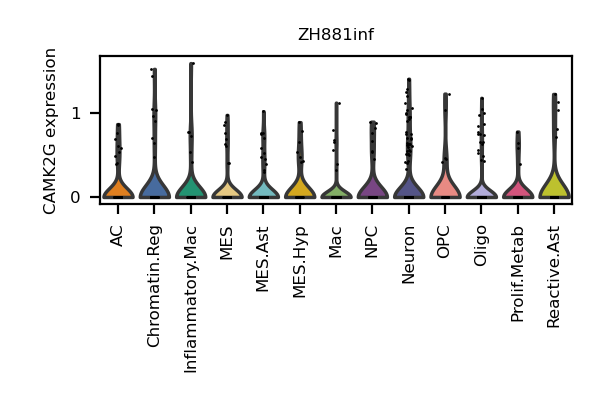 ZH881inf
CAMK2G expression
1
0
AC
Chromatin.Reg
Inflammatory.Mac
MES
MES.Ast
MES.Hyp
Mac
NPC
Neuron
OPC
Oligo
Prolif.Metab
Reactive.Ast